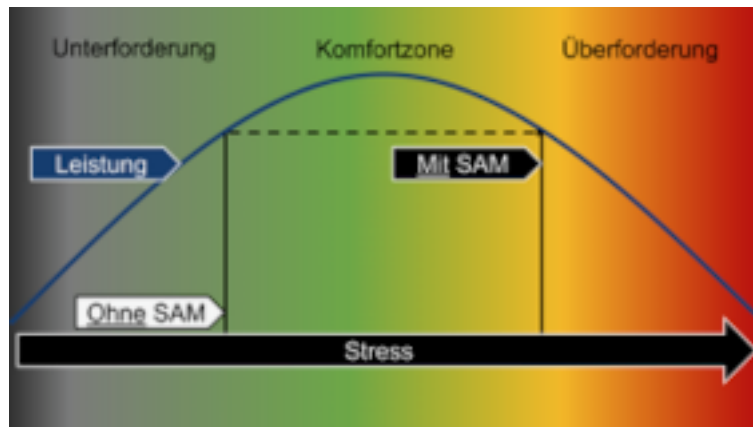 Unterforderung Komfortzone Überforderung
Leistung
Mit SAM
Ohne SAM
Stress